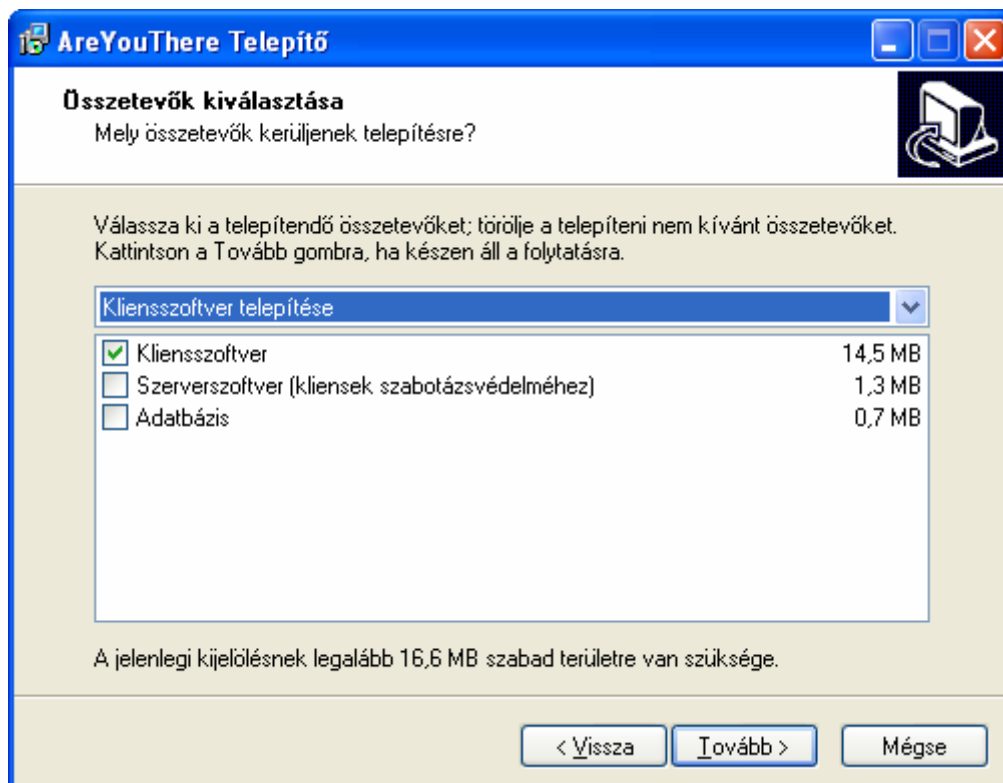 AreYouThere Telepítő
Összetevők kiválasztása
Mely összetevők kerüljenek telepítésre?
Válassza ki a telepítendő összetevőket; törölje a telepíteni nem kívánt összetevőket.
Kattintson a Tovább gombra, ha készen áll a folytatásra.
Kliensszoftver telepítése
Kliensszoftver 14,5 MB
Szerverszoftver (kliensek szabotázsvédelméhez) 1,3 MB
Adatbázis 0,7 MB
A jelenlegi kijelölésnek legalább 16,6 MB szabad területre van szüksége.
< Vissza Tovább > Mégse